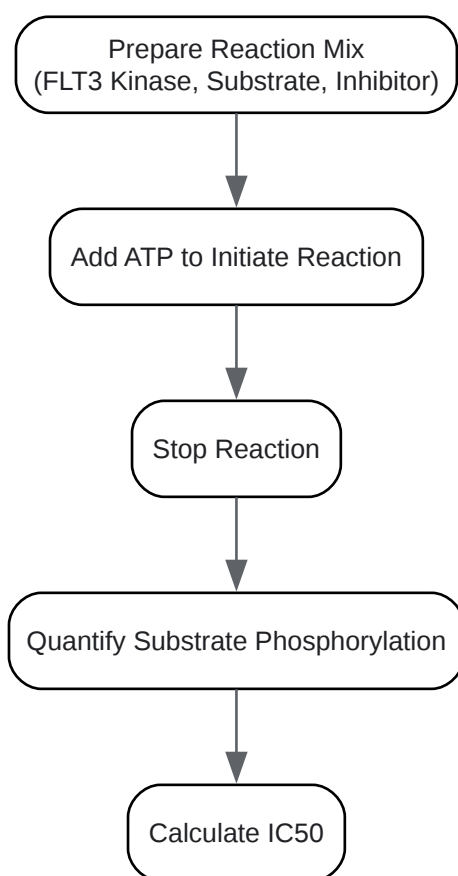 Prepare Reaction Mix
(FLT3 Kinase, Substrate, Inhibitor)
Add ATP to Initiate Reaction
Stop Reaction
Quantify Substrate Phosphorylation
Calculate IC50